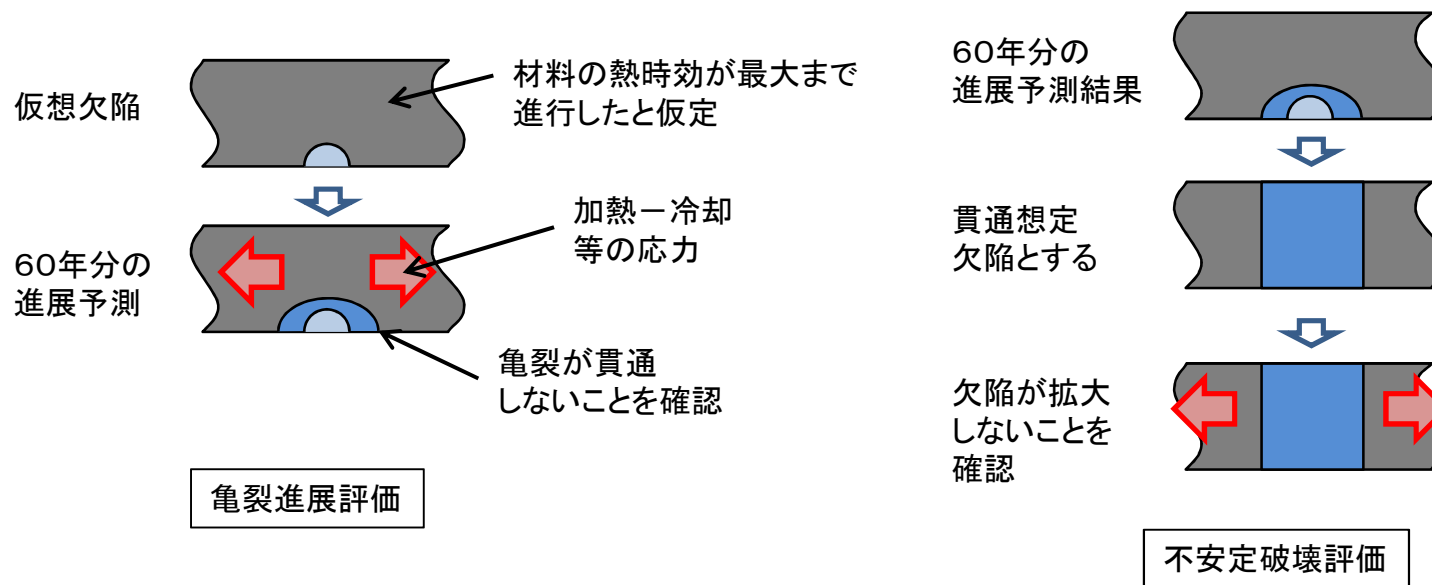 仮想欠陥
材料の熱時効が最大まで
進行したと仮定
60年分の
進展予測
加熱-冷却
等の応力
亀裂が貫通
しないことを確認
亀裂進展評価
60年分の
進展予測結果
貫通想定
欠陥とする
欠陥が拡大
しないことを
確認
不安定破壊評価